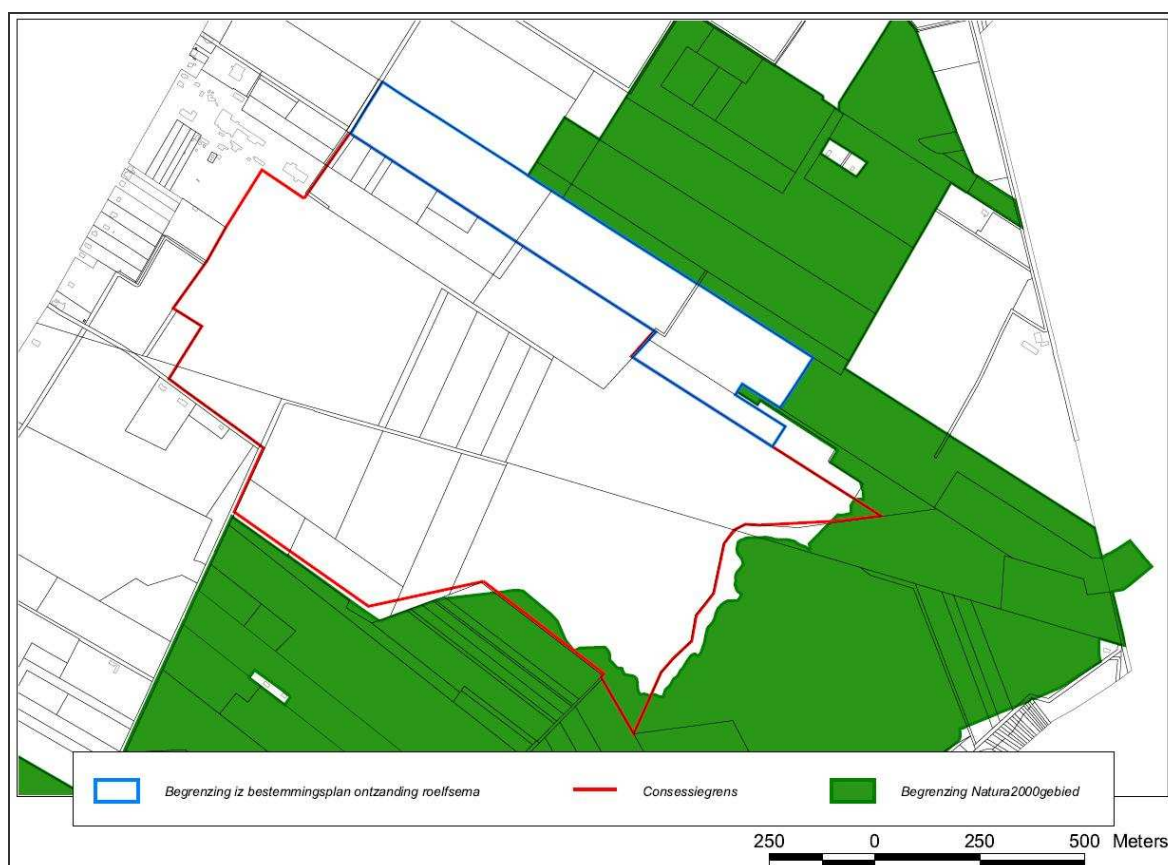 Begrenzing iz bestemmingsplan ontzanding roelfsema
Consessiegrens
Begrenzing Natura2000gebied
250 0 250 500 Meters